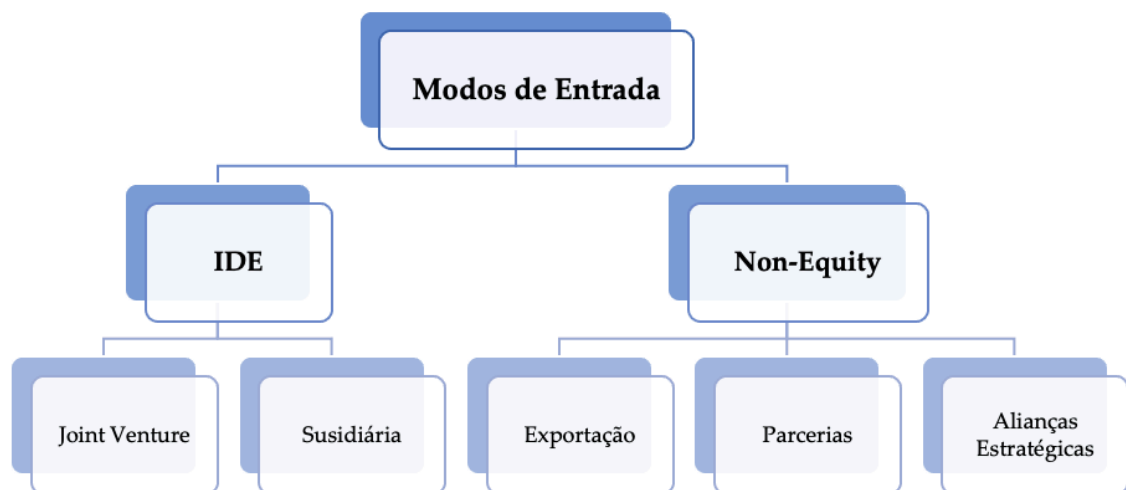 Modos de Entrada
IDE
Non-Equity
Joint Venture
Susidiária
Exportação
Parcerias
Alianças
Estratégicas